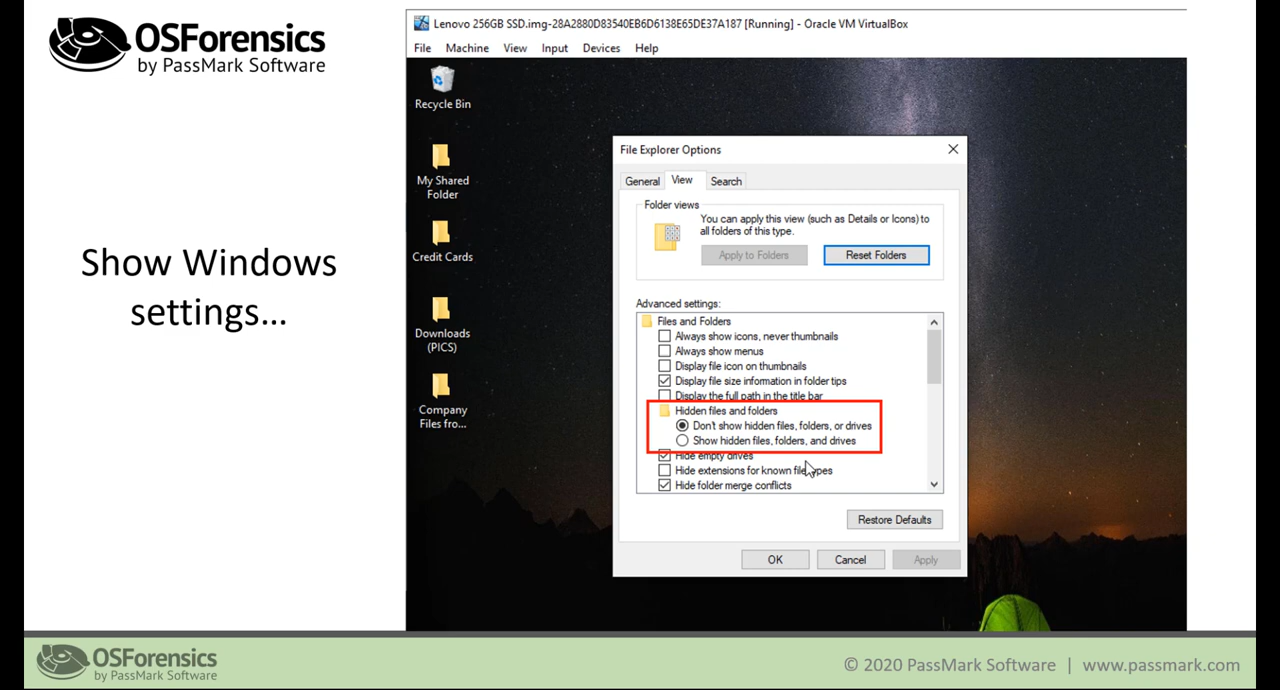 OSForensics
by PassMark Software
Show Windows
settings...
Lenovo 256GB SSD.img-28A2880D83540EB6D6138E65DE37A187 [Running] - Oracle VM VirtualBox
File Machine View Input Devices Help
Recycle Bin
My Shared
Folder
Credit Cards
Downloads
(PICS)
Company
Files fro...
File Explorer Options
General View Search
Folder views
You can apply this view (such as Details or Icons) to
all folders of this type.
Apply to Folders Reset Folders
Advanced settings:
Files and Folders
Always show icons, never thumbnails
Always show menus
Display file icon on thumbnails
Display file size information in folder tips
Display the full path in the title bar
Hidden files and folders
Don't show hidden files, folders, or drives
Show hidden files, folders, and drives
Hide empty drives
Hide extensions for known file types
Hide folder merge conflicts
Restore Defaults
OK Cancel Apply
OSForensics
by PassMark Software
© 2020 PassMark Software | www.passmark.com